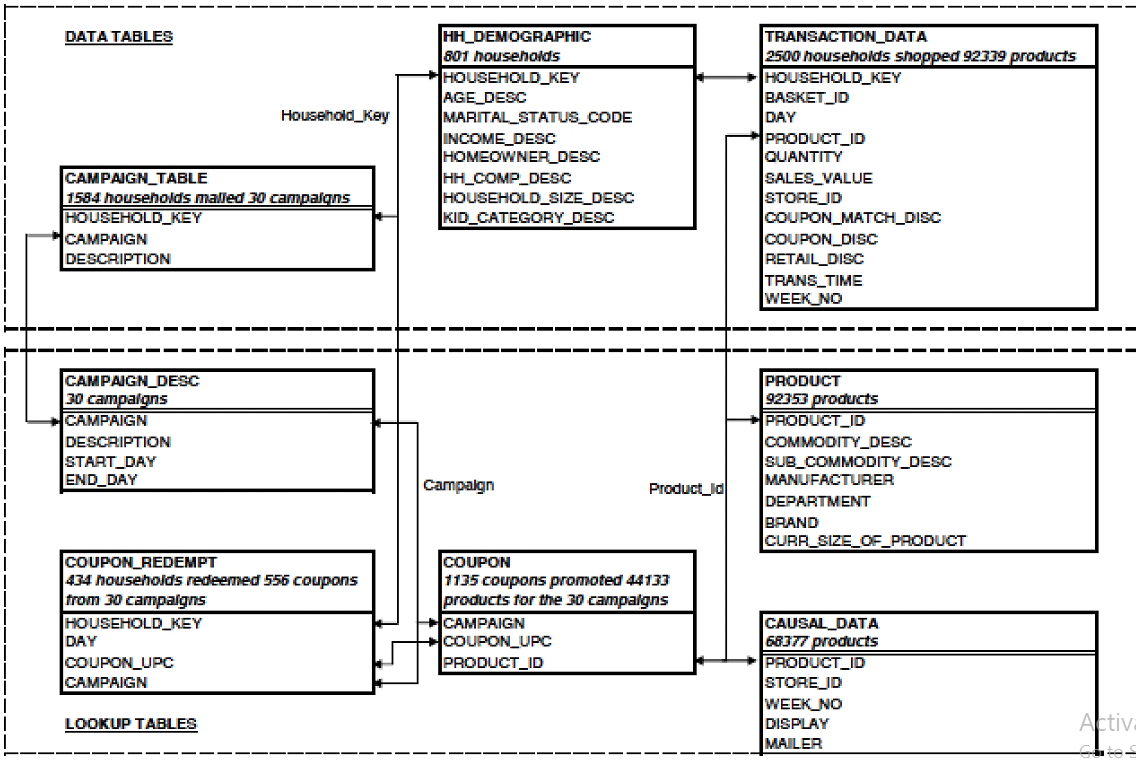 DATA TABLES
HH_DEMOGRAPHIC
801 households
HOUSEHOLD_KEY
AGE_DESC
MARITAL_STATUS_CODE
INCOME_DESC
HOMEOWNER_DESC
HH_COMP_DESC
HOUSEHOLD_SIZE_DESC
KID_CATEGORY_DESC
TRANSACTION_DATA
2500 households shopped 92339 products
HOUSEHOLD_KEY
BASKET_ID
DAY
PRODUCT_ID
QUANTITY
SALES_VALUE
STORE_ID
COUPON_MATCH_DISC
COUPON_DISC
RETAIL_DISC
TRANS_TIME
WEEK_NO
Household_Key
CAMPAIGN_TABLE
1584 households mailed 30 campaigns
HOUSEHOLD_KEY
CAMPAIGN
DESCRIPTION
CAMPAIGN_DESC
30 campaigns
CAMPAIGN
DESCRIPTION
START_DAY
END_DAY
Campaign
Product_Id
PRODUCT
92353 products
PRODUCT_ID
COMMODITY_DESC
SUB_COMMODITY_DESC
MANUFACTURER
DEPARTMENT
BRAND
CURR_SIZE_OF_PRODUCT
COUPON_REDEMPT
434 households redeemed 556 coupons
from 30 campaigns
HOUSEHOLD_KEY
DAY
COUPON_UPC
CAMPAIGN
COUPON
1135 coupons promoted 44133
products for the 30 campaigns
CAMPAIGN
COUPON_UPC
PRODUCT_ID
CAUSAL_DATA
68377 products
PRODUCT_ID
STORE_ID
WEEK_NO
DISPLAY
MAILER
LOOKUP TABLES
Activa
Go to S